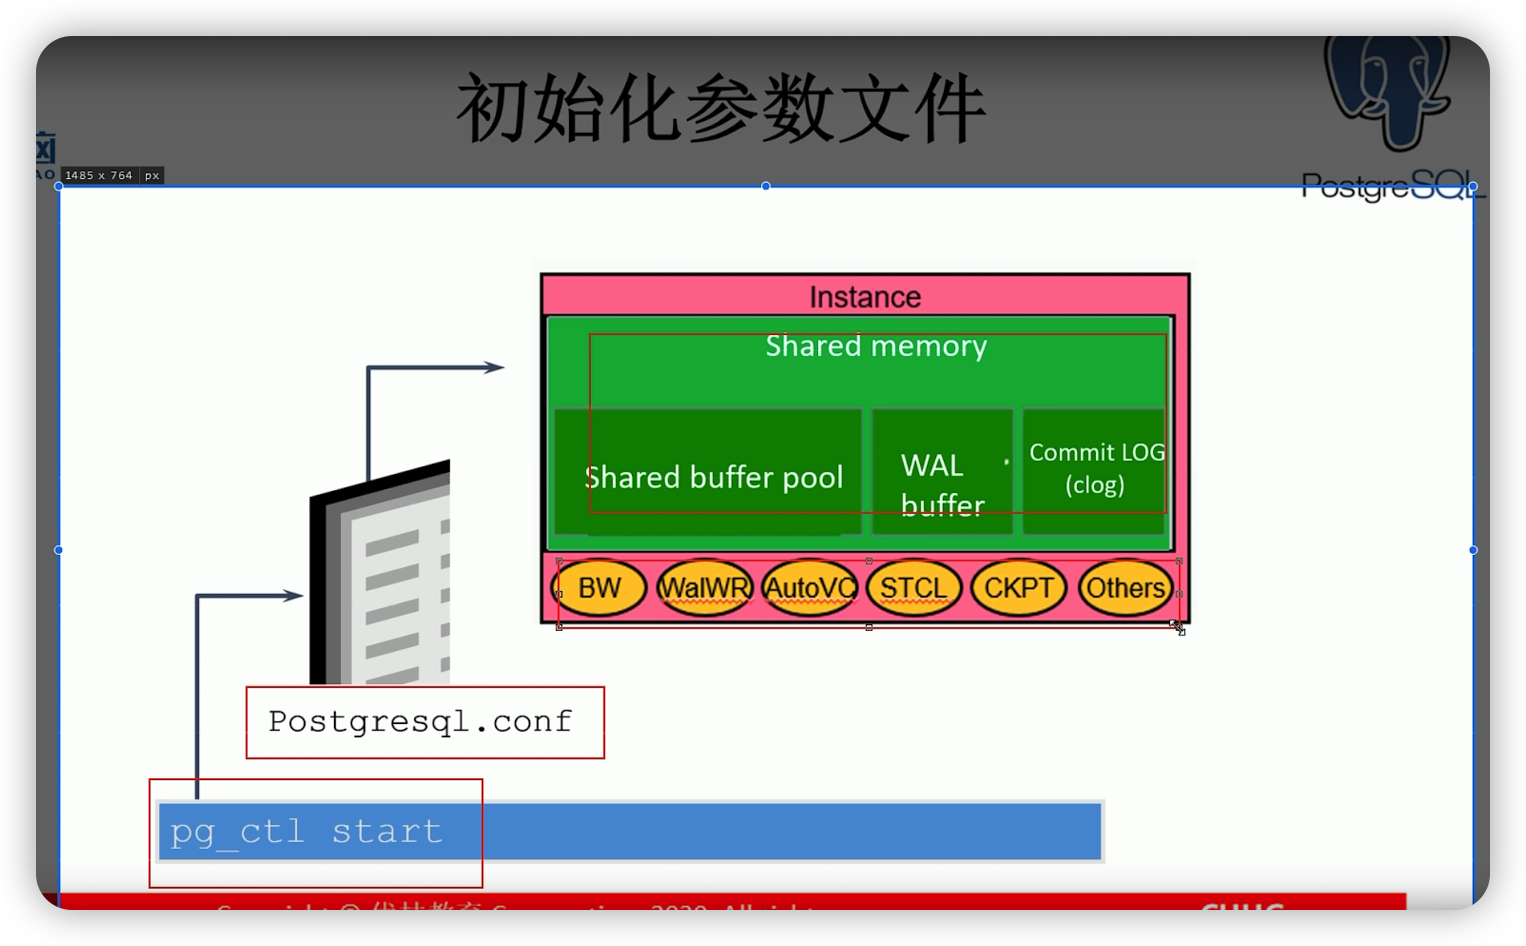 初始化参数文件
AO
1485 x 764 px
PostgreSQL
Instance
Shared memory
Shared buffer pool
WAL
buffer
Commit LOG
(clog)
BW
WalWR
AutoVC
STCL
CKPT
Others
Postgresql.conf
pg_ctl start